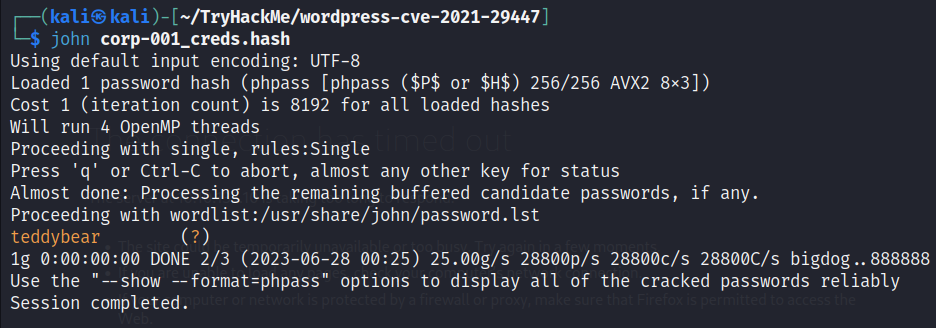 ┌──(kali㉿kali)-[~/TryHackMe/wordpress-cve-2021-29447]
└─$ john corp-001_creds.hash
Using default input encoding: UTF-8
Loaded 1 password hash (phpass [phpass ($P$ or $H$) 256/256 AVX2 8×3])
Cost 1 (iteration count) is 8192 for all loaded hashes
Will run 4 OpenMP threads
Proceeding with single, rules:Single
Press 'q' or Ctrl-C to abort, almost any other key for status
Almost done: Processing the remaining buffered candidate passwords, if any.
Proceeding with wordlist:/usr/share/john/password.lst
teddybear        (?)
1g 0:00:00:00 DONE 2/3 (2023-06-28 00:25) 25.00g/s 28800p/s 28800c/s 28800C/s bigdog..888888
Use the "--show --format=phpass" options to display all of the cracked passwords reliably
Session completed.